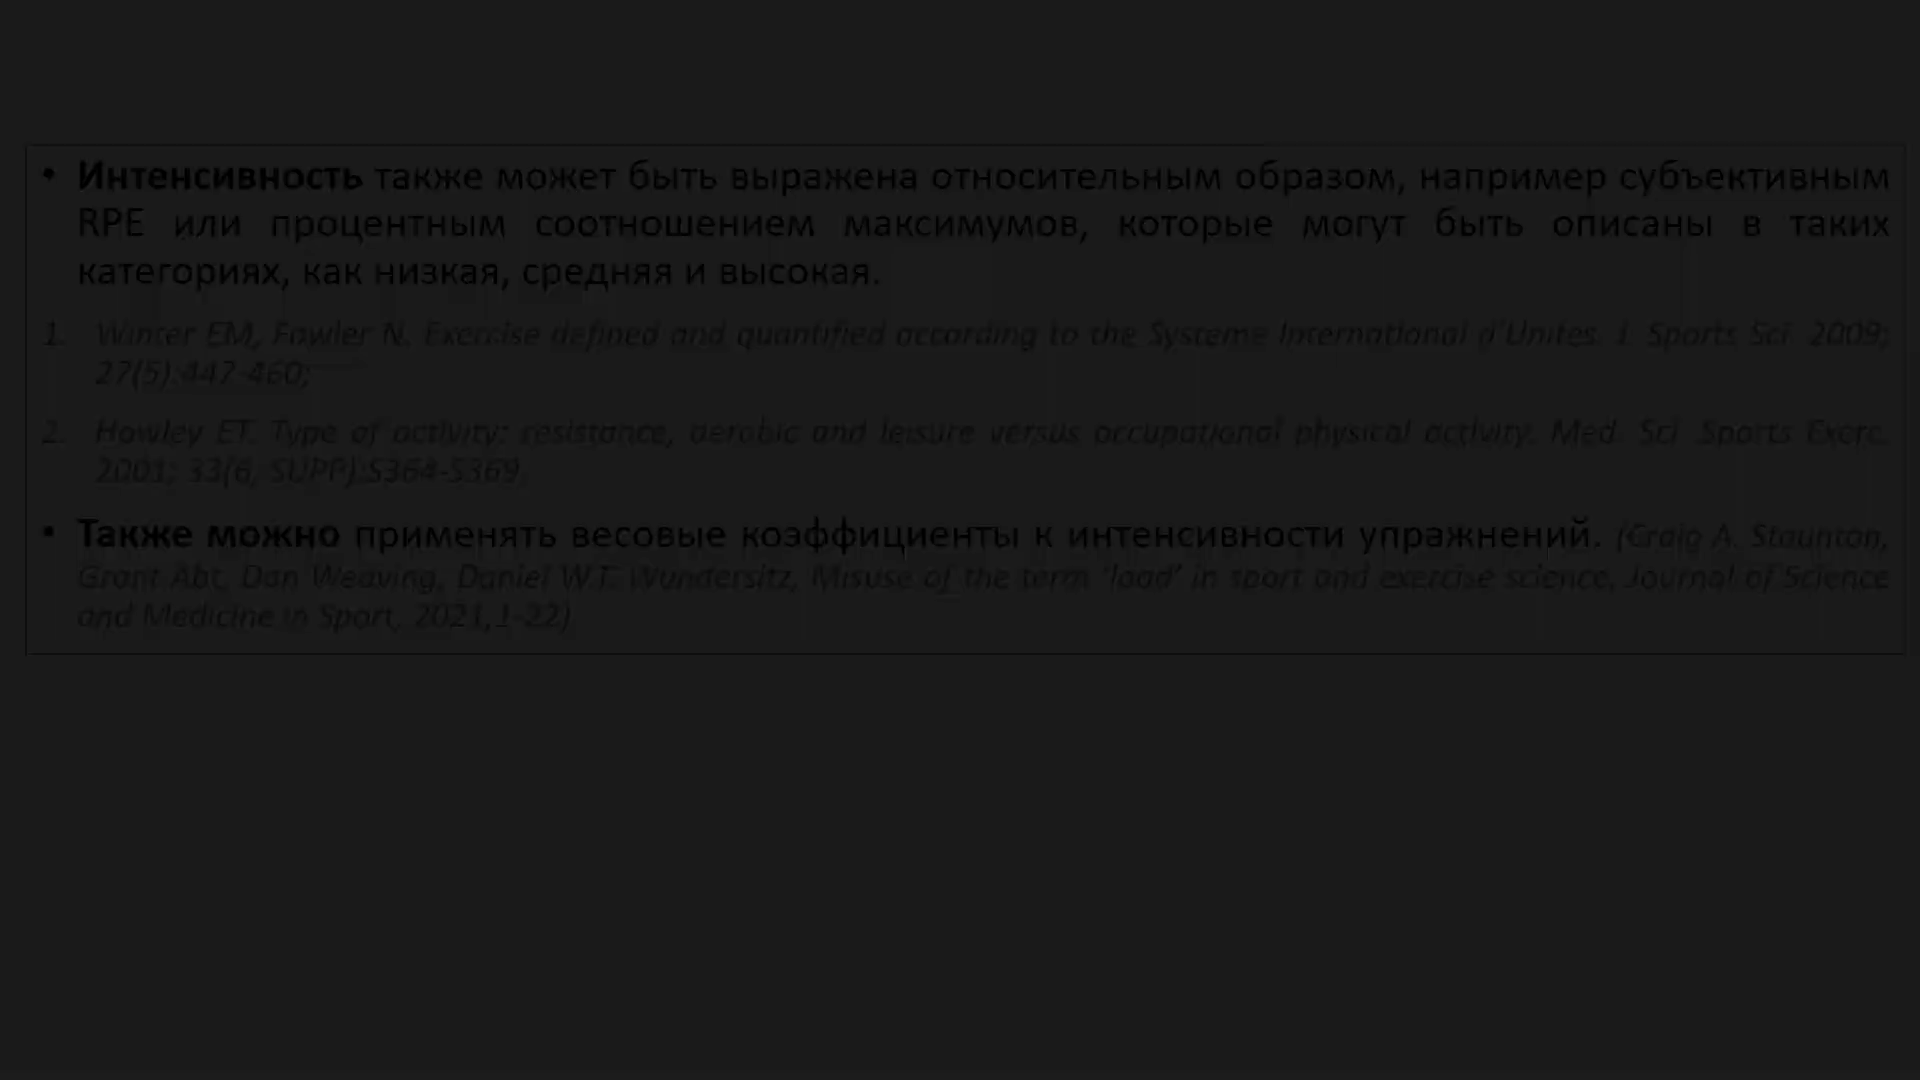 • Интенсивность также может быть выражена относительным образом, например субъективным
RPE или процентным соотношением максимумов, которые могут быть описаны в таких
категориях, как низкая, средняя и высокая.
1. Winter EM, Fowler N. Exercise defined and quantified according to the Systeme International d'Unites. J. Sports Sci. 2009;
27(5):447-460;
2. Howley ET. Type of activity: resistance, aerobic and leisure versus occupational physical activity. Med. Sci. Sports Exerc.
2001; 33(6, SUPP):S364-S369.
• Также можно применять весовые коэффициенты к интенсивности упражнений. (Craig A. Staunton,
Grant Abt, Dan Weaving, Daniel W.T. Wundersitz, Misuse of the term 'load' in sport and exercise science, Journal of Science
and Medicine in Sport, 2021,1-22)